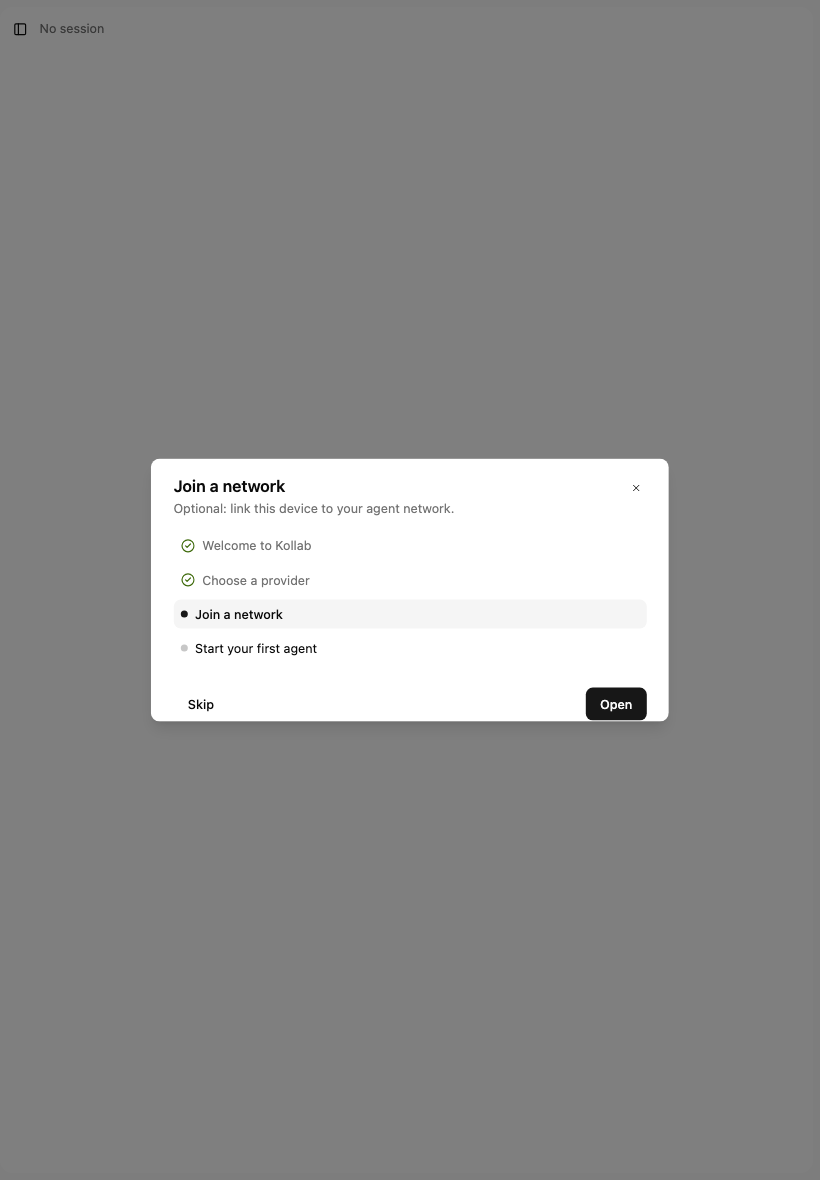 No session
Join a network
Optional: link this device to your agent network.
Welcome to Kollab
Choose a provider
Join a network
Start your first agent
Skip
Open